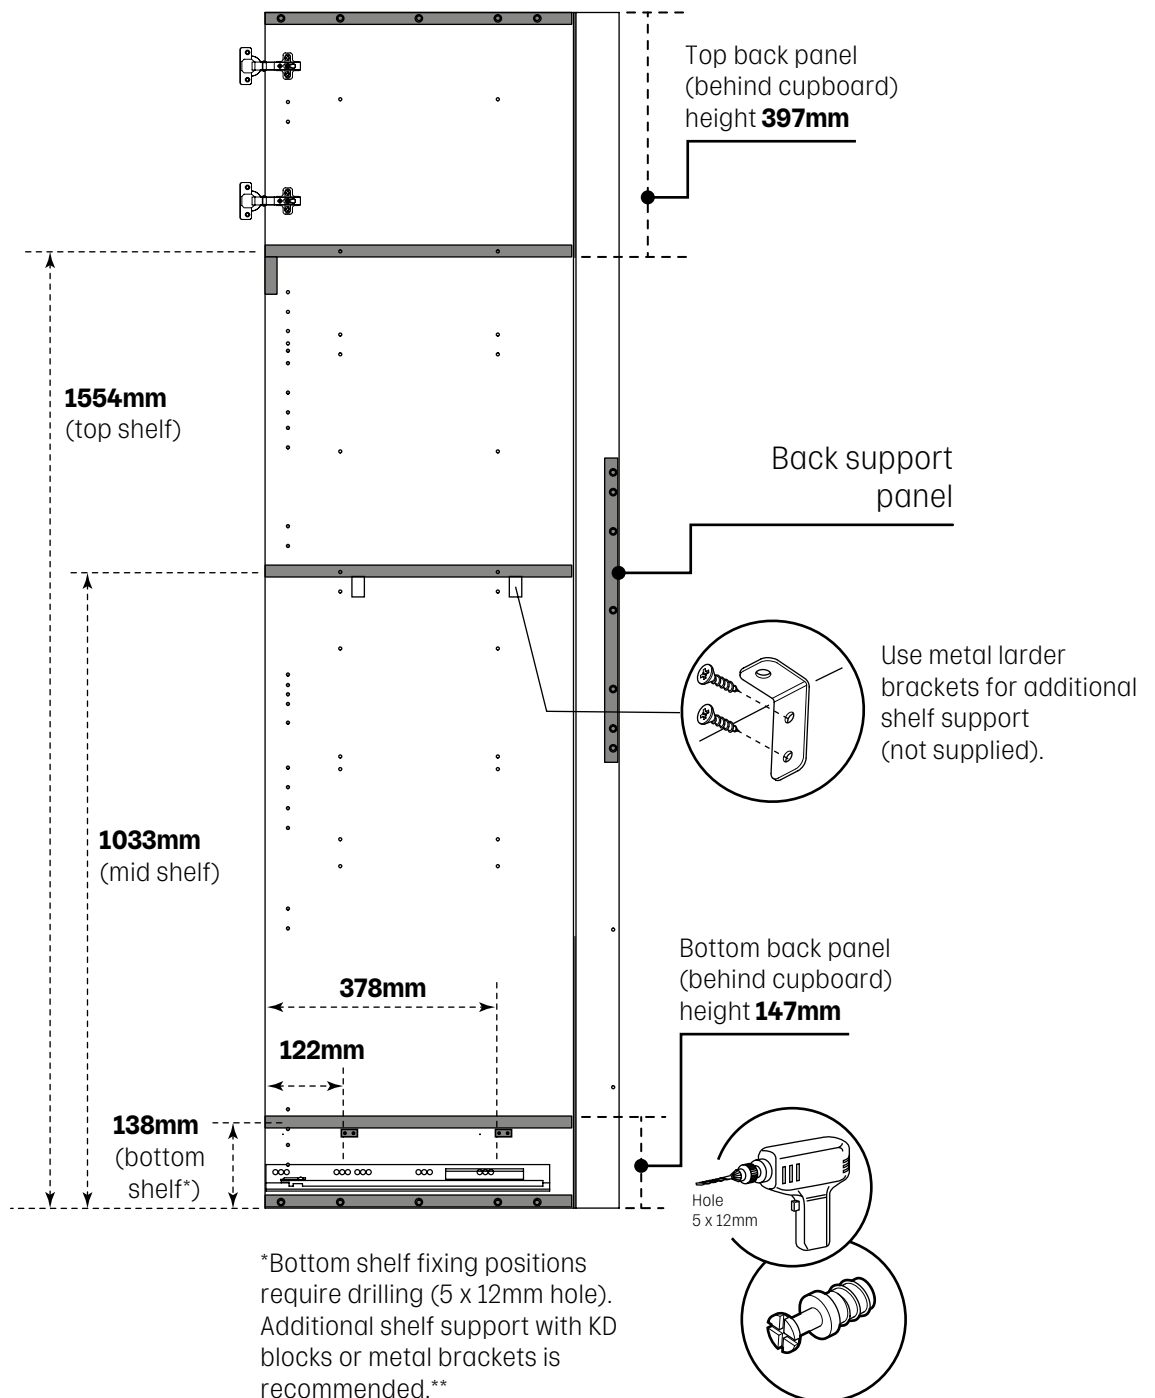 Top back panel
(behind cupboard)
height 397mm
1554mm
(top shelf)
Back support
panel
Use metal larder
brackets for additional
shelf support
(not supplied).
1033mm
(mid shelf)
Bottom back panel
(behind cupboard)
height 147mm
378mm
122mm
138mm
(bottom
shelf*)
Hole
5 x 12mm
*Bottom shelf fixing positions
require drilling (5 x 12mm hole).
Additional shelf support with KD
blocks or metal brackets is
recommended.**